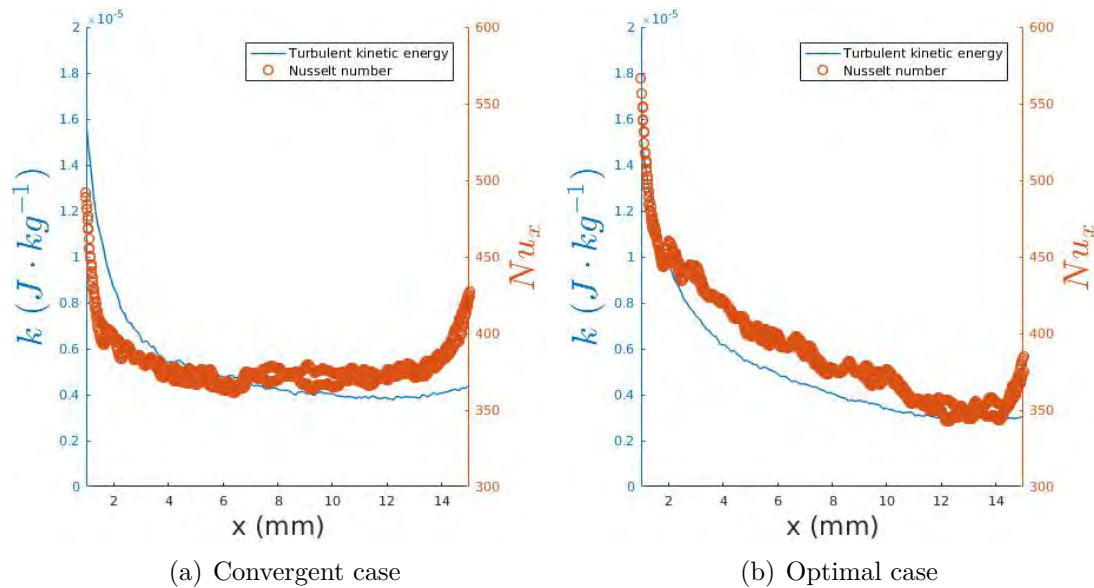 ×10⁻⁵
2
1.8
1.6
1.4
1.2
1
0.8
0.6
0.4
0.2
0
k (J · kg⁻¹)
Turbulent kinetic energy
Nusselt number
600
550
500
450
400
350
300
Nuₓ
2 4 6 8 10 12 14
x (mm)
(a) Convergent case
×10⁻⁵
2
1.8
1.6
1.4
1.2
1
0.8
0.6
0.4
0.2
0
k (J · kg⁻¹)
Turbulent kinetic energy
Nusselt number
600
550
500
450
400
350
300
Nuₓ
2 4 6 8 10 12 14
x (mm)
(b) Optimal case